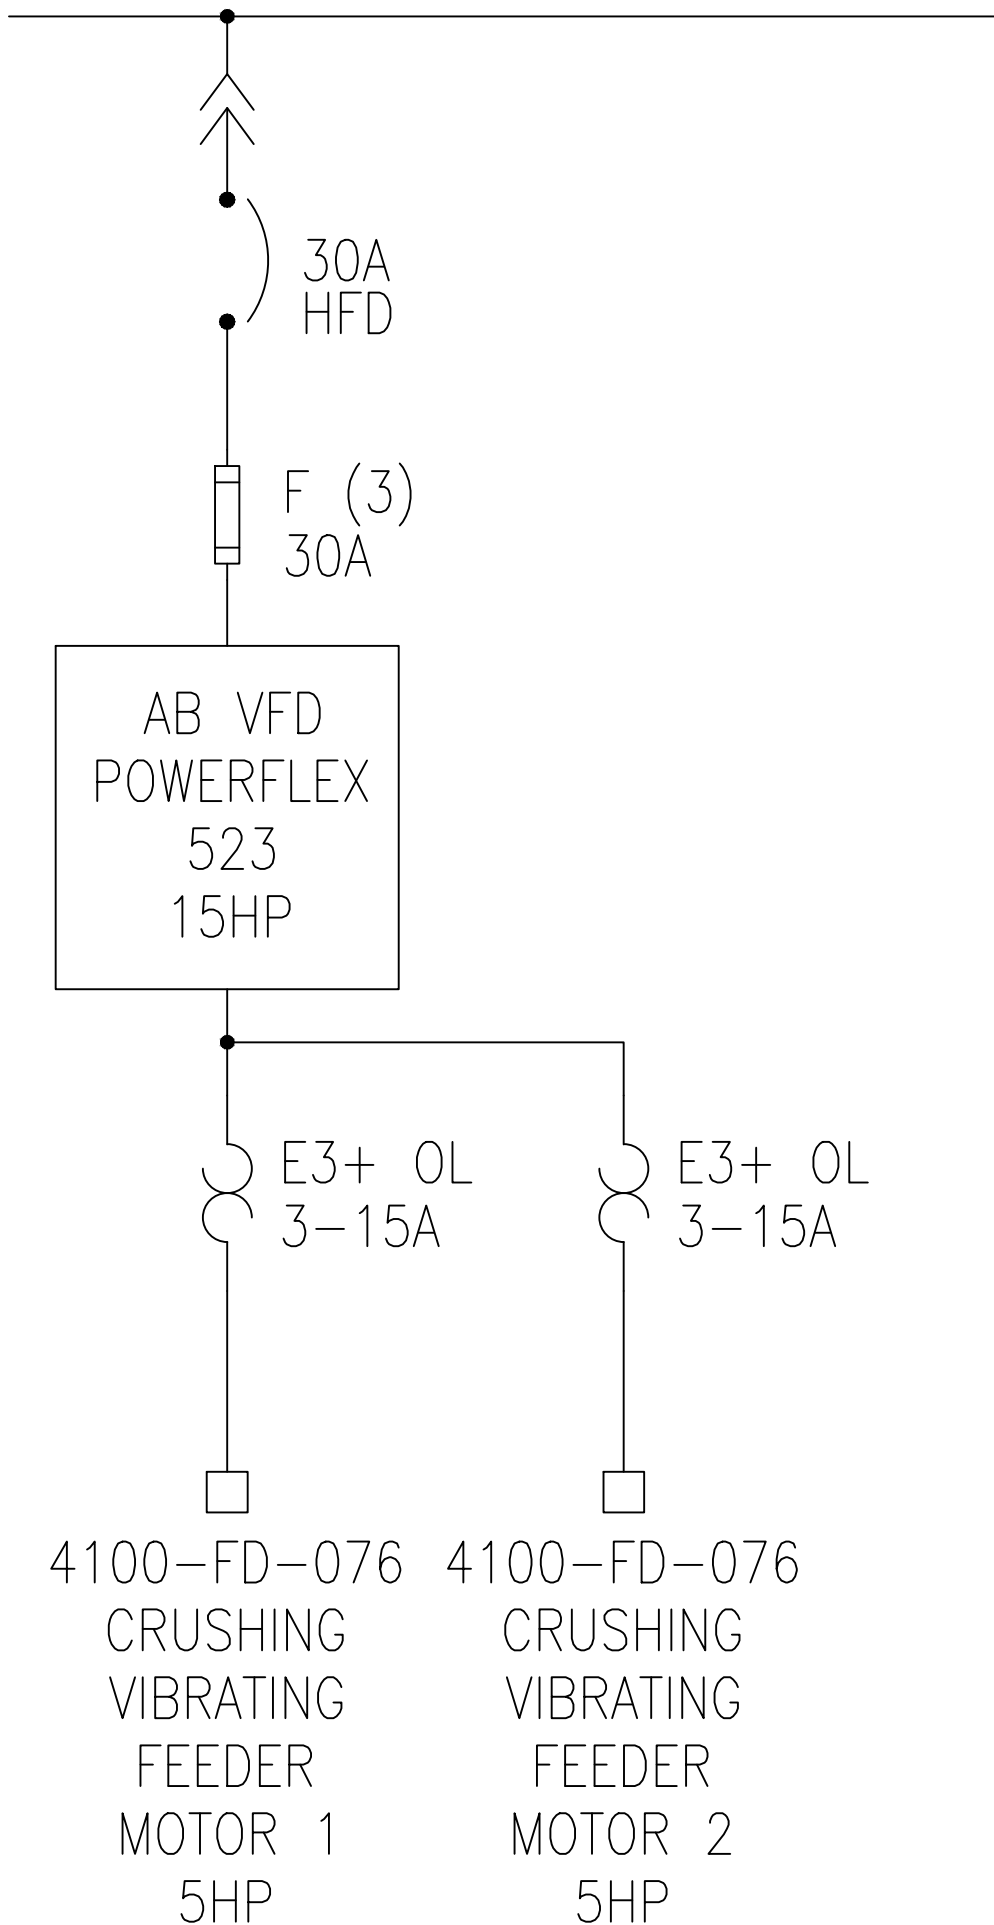 30A
HFD
F (3)
30A
AB VFD
POWERFLEX
523
15HP
E3+ OL
3-15A
E3+ OL
3-15A
4100-FD-076
CRUSHING
VIBRATING
FEEDER
MOTOR 1
5HP
4100-FD-076
CRUSHING
VIBRATING
FEEDER
MOTOR 2
5HP